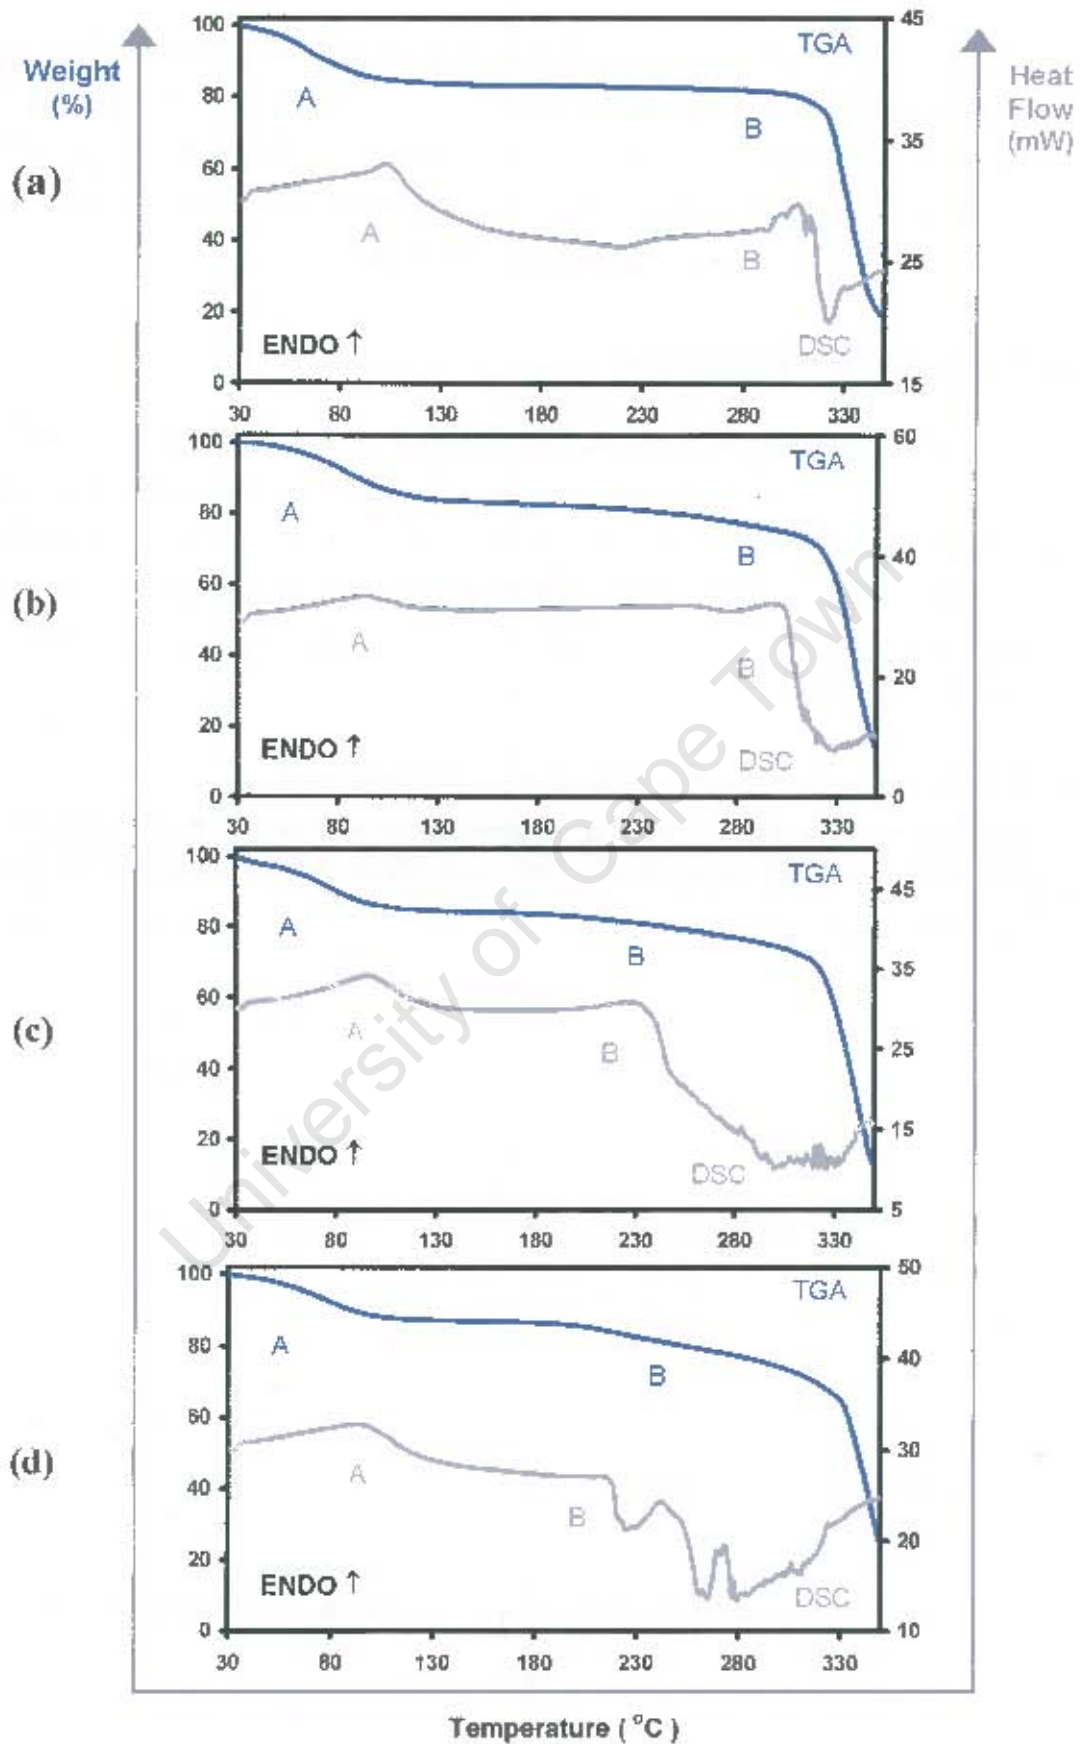 Weight
(%)
Heat
Flow
(mW)
(a)
100
80
60
40
20
0
45
35
25
15
TGA
A
B
A
B
ENDO ↑
DSC
30 80 130 180 230 280 330
(b)
100
80
60
40
20
0
60
40
20
0
TGA
A
B
A
B
ENDO ↑
DSC
30 80 130 180 230 280 330
(c)
100
80
60
40
20
0
45
35
25
15
5
TGA
A
B
A
B
ENDO ↑
DSC
30 80 130 180 230 280 330
(d)
100
80
60
40
20
0
50
40
30
20
10
TGA
A
B
A
B
ENDO ↑
DSC
30 80 130 180 230 280 330
Temperature ( °C )
University of Cape Town